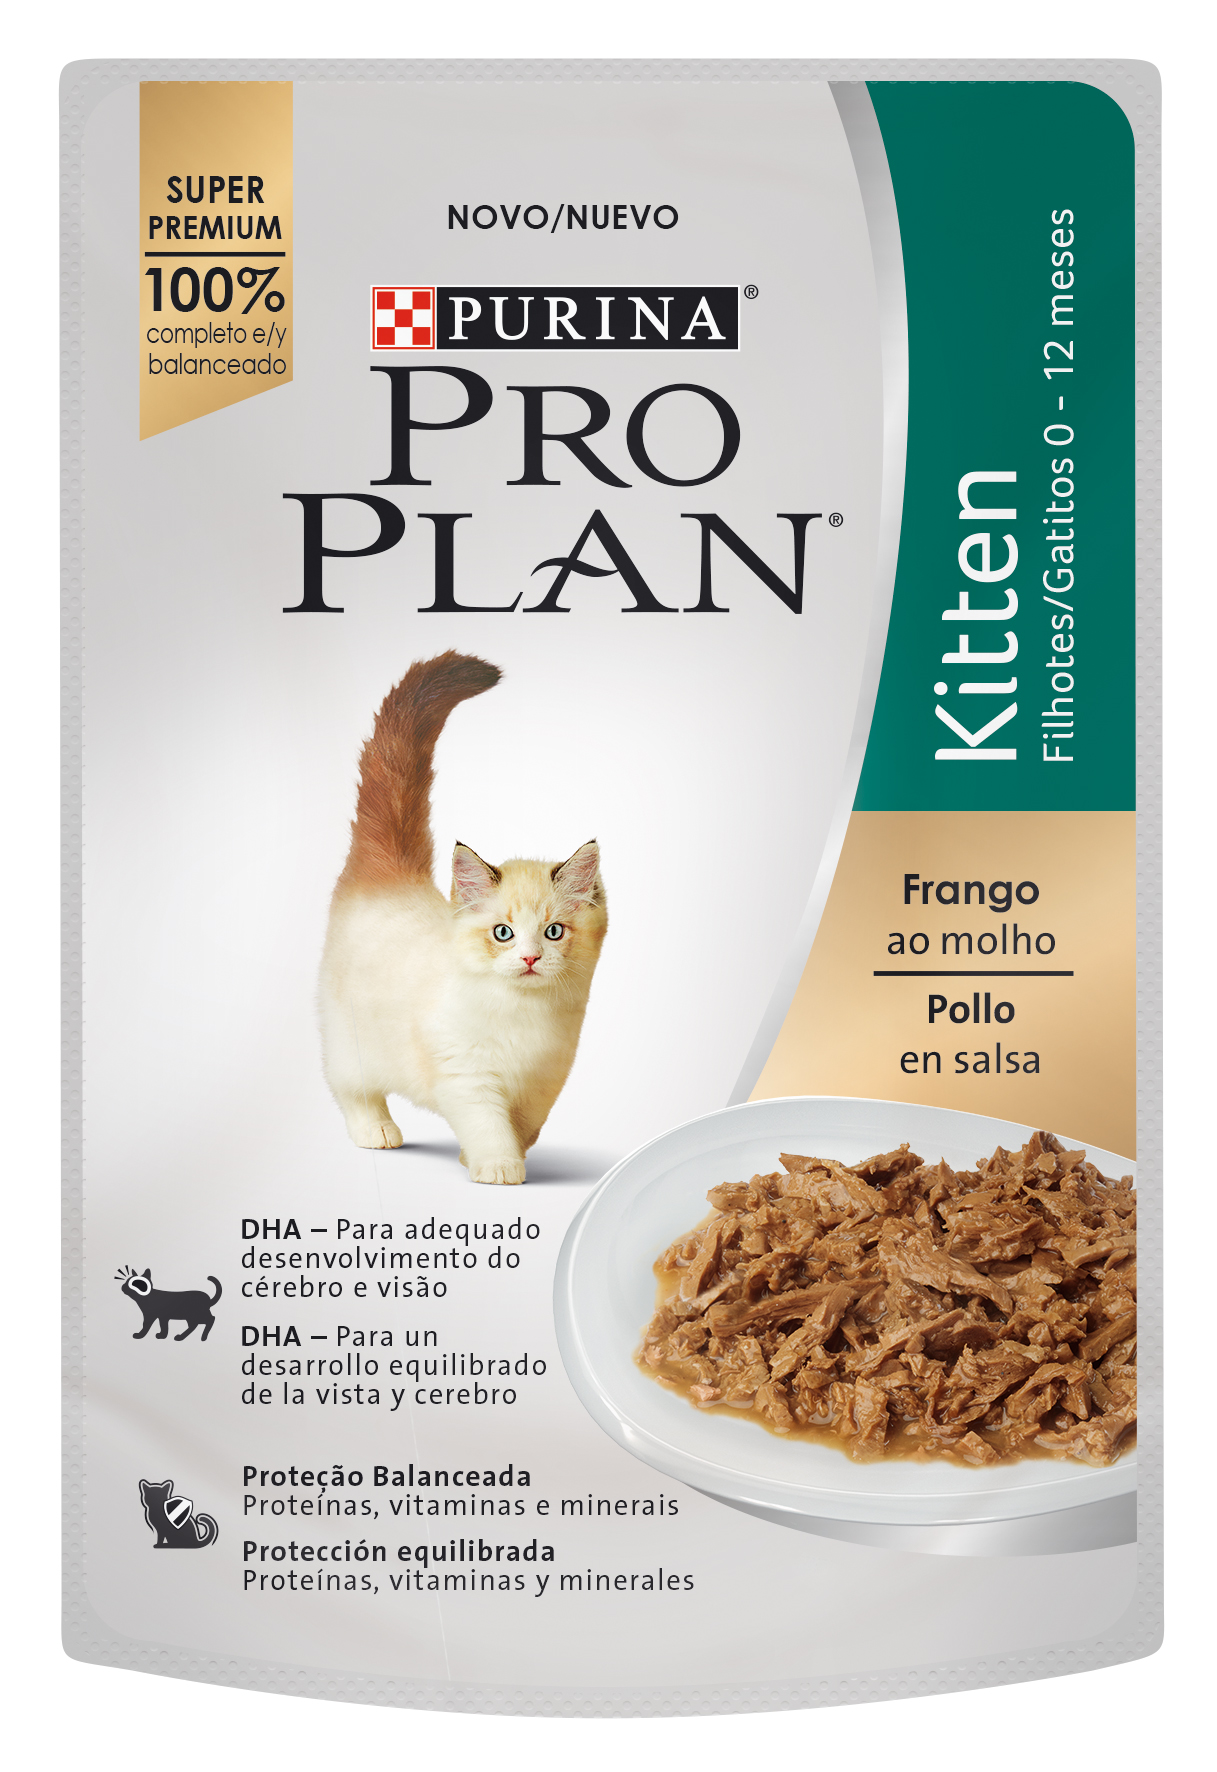 SUPER
PREMIUM
100%
completo e/y
balanceado
NOVO/NUEVO
PURINA®
PRO
PLAN®
Kitten
Filhotes/Gatitos 0 - 12 meses
Frango
ao molho
Pollo
en salsa
DHA – Para adequado
desenvolvimento do
cérebro e visão
DHA – Para un
desarrollo equilibrado
de la vista y cerebro
Proteção Balanceada
Proteínas, vitaminas e minerais
Protección equilibrada
Proteínas, vitaminas y minerales